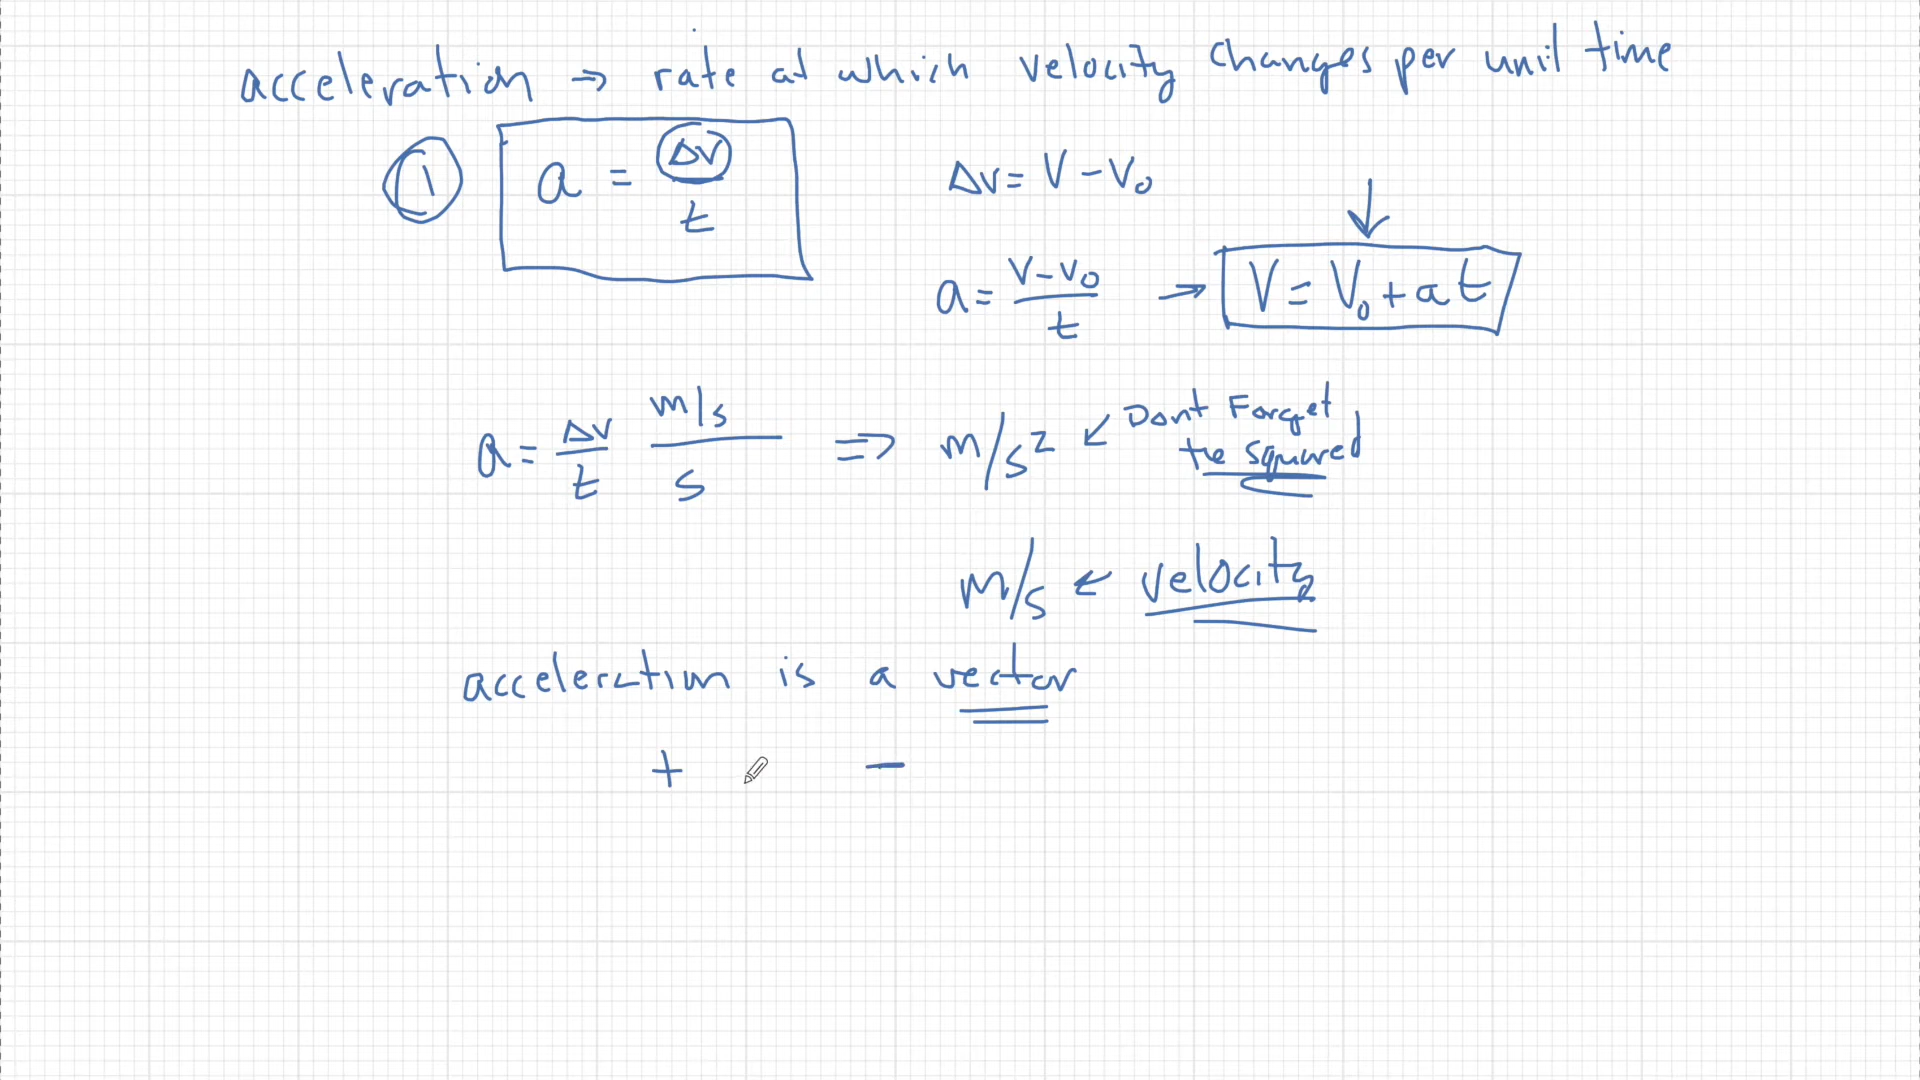 acceleration → rate at which velocity changes per unit time
① a = Δv/t
Δv = V - V₀
a = (v - v₀)/t → V = V₀ + at
a = Δv/t (m/s)/s ⇒ m/s² ← Dont Forget
the squared
m/s ← velocity
acceleration is a vector
+ -